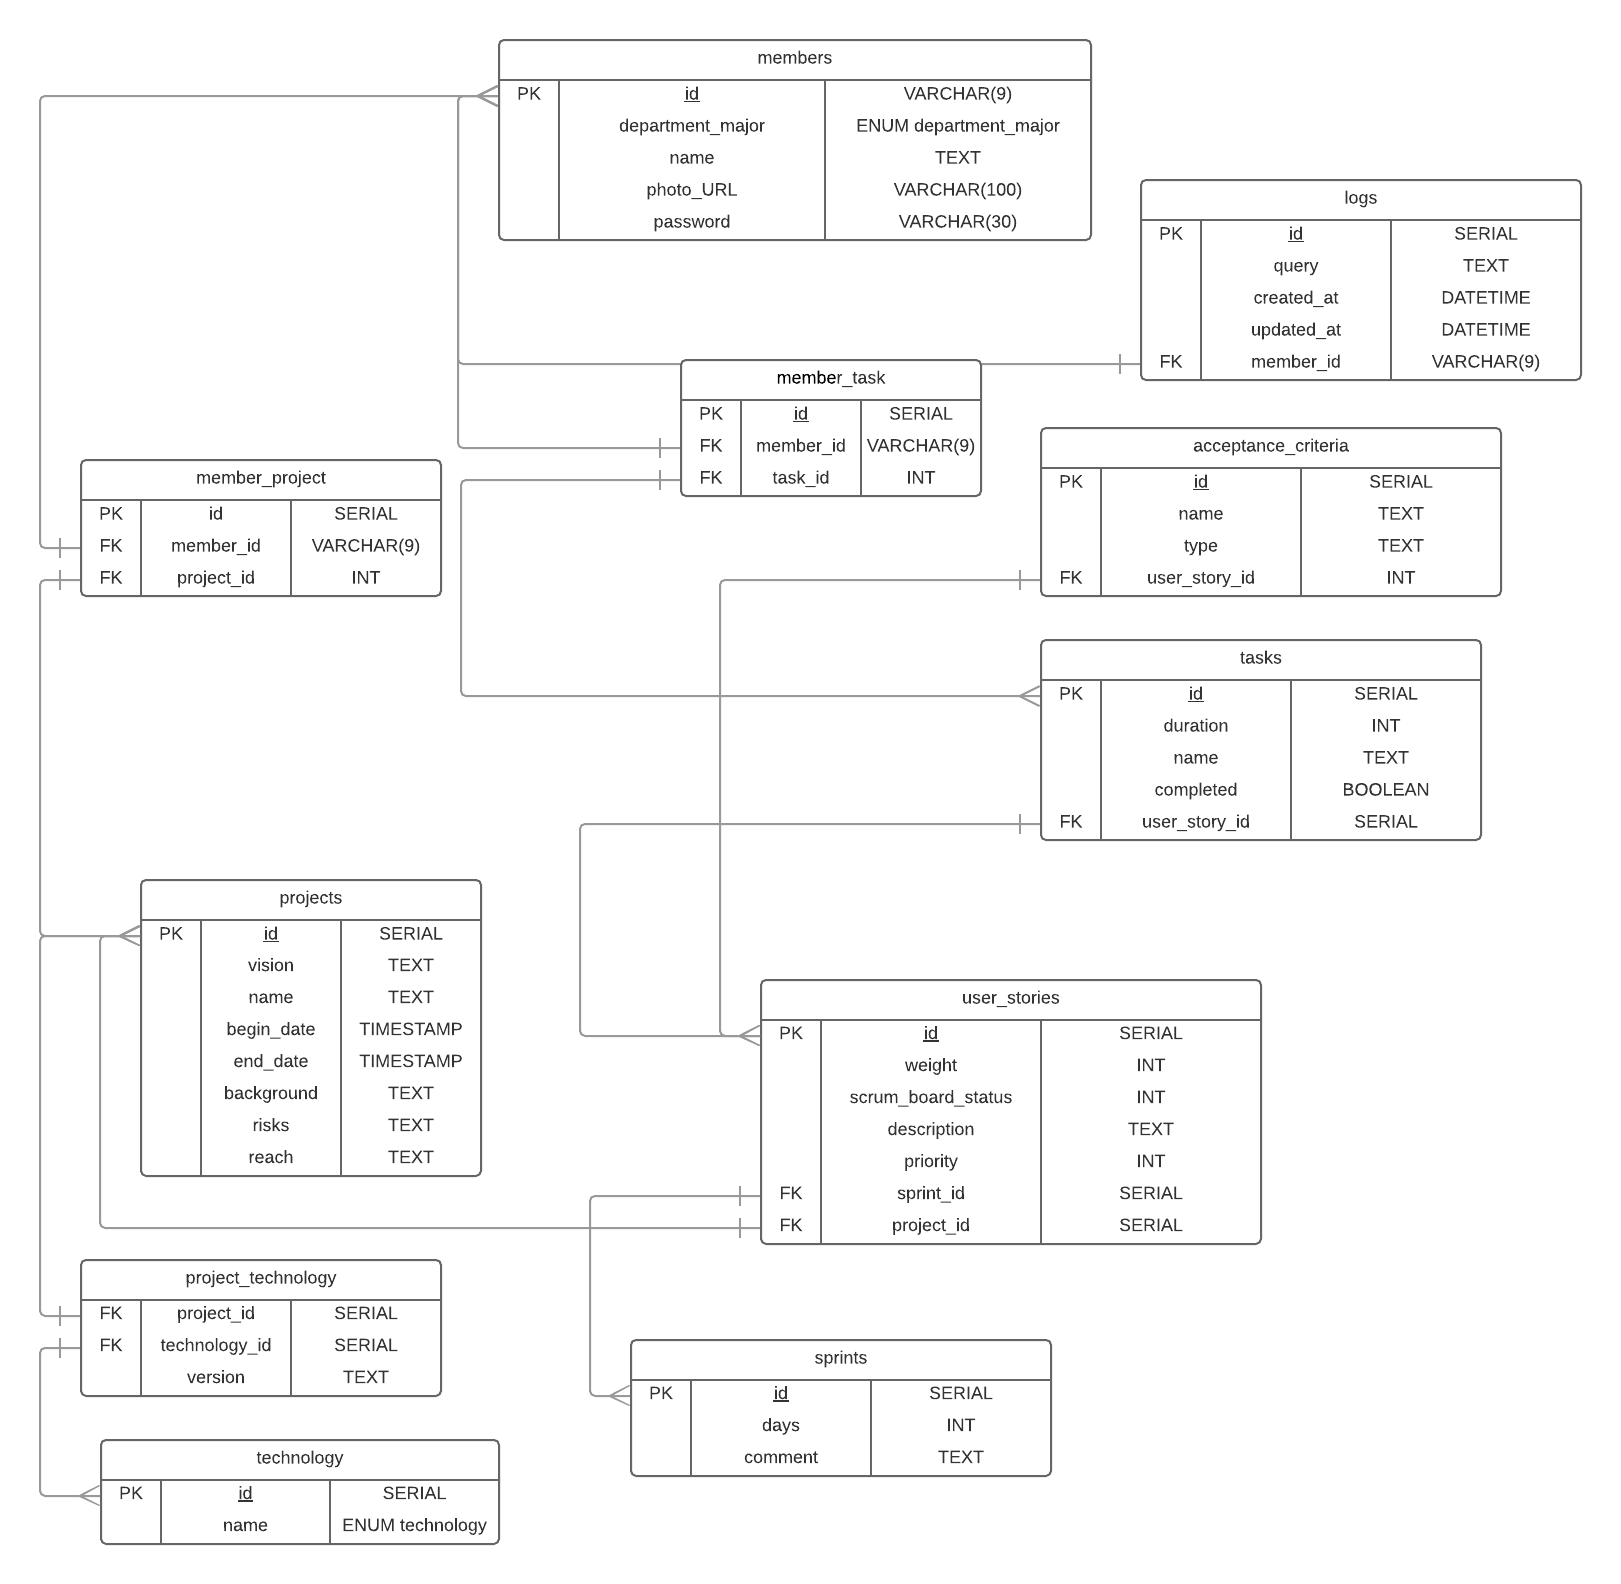 members
PK id VARCHAR(9)
department_major ENUM department_major
name TEXT
photo_URL VARCHAR(100)
password VARCHAR(30)
logs
PK id SERIAL
query TEXT
created_at DATETIME
updated_at DATETIME
FK member_id VARCHAR(9)
member_task
PK id SERIAL
FK member_id VARCHAR(9)
FK task_id INT
acceptance_criteria
PK id SERIAL
name TEXT
type TEXT
FK user_story_id INT
member_project
PK id SERIAL
FK member_id VARCHAR(9)
FK project_id INT
tasks
PK id SERIAL
duration INT
name TEXT
completed BOOLEAN
FK user_story_id SERIAL
projects
PK id SERIAL
vision TEXT
name TEXT
begin_date TIMESTAMP
end_date TIMESTAMP
background TEXT
risks TEXT
reach TEXT
user_stories
PK id SERIAL
weight INT
scrum_board_status INT
description TEXT
priority INT
FK sprint_id SERIAL
FK project_id SERIAL
project_technology
FK project_id SERIAL
FK technology_id SERIAL
version TEXT
sprints
PK id SERIAL
days INT
comment TEXT
technology
PK id SERIAL
name ENUM technology